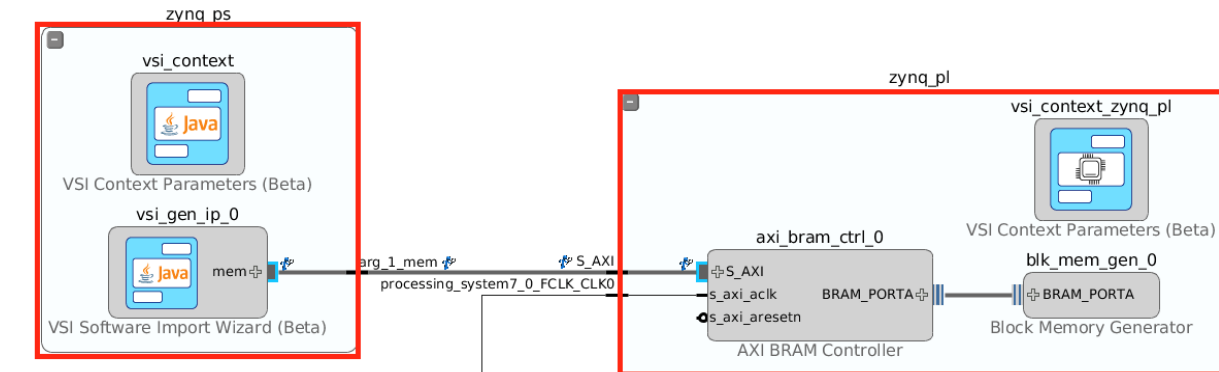 zynq_ps
vsi_context
Java
VSI Context Parameters (Beta)
vsi_gen_ip_0
Java
mem
VSI Software Import Wizard (Beta)
arg_1_mem
S_AXI
processing_system7_0_FCLK_CLK0
zynq_pl
vsi_context_zynq_pl
VSI Context Parameters (Beta)
axi_bram_ctrl_0
S_AXI
s_axi_aclk
BRAM_PORTA
s_axi_aresetn
AXI BRAM Controller
blk_mem_gen_0
BRAM_PORTA
Block Memory Generator